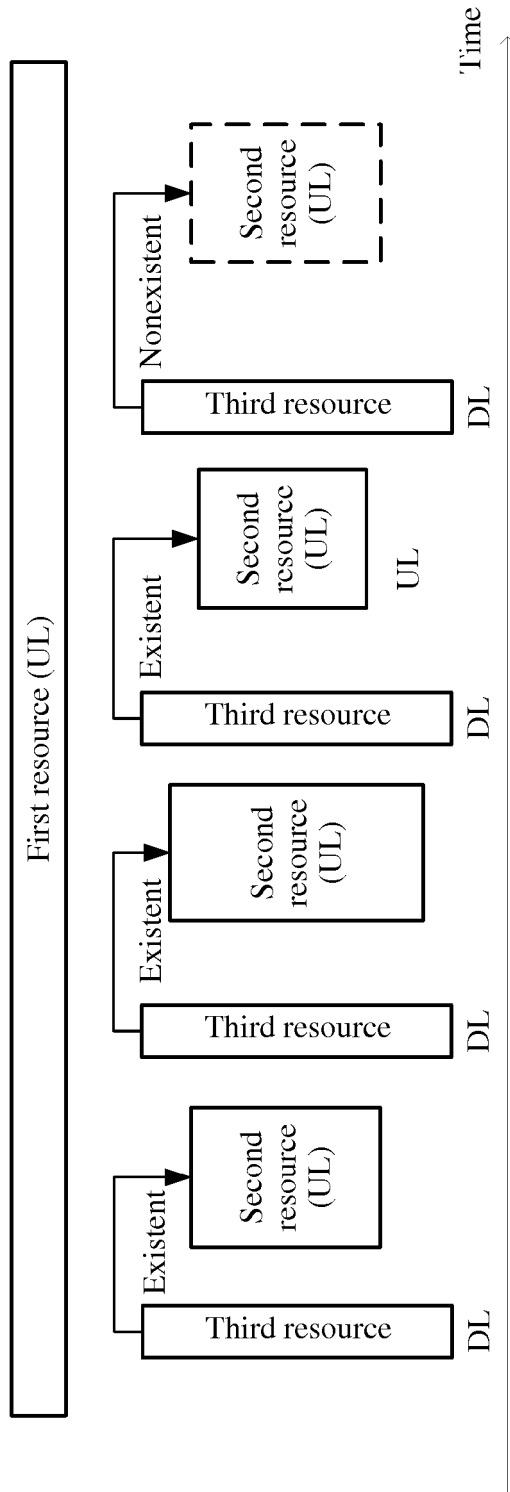 First resource (UL)
Existent
Third resource
DL
Second
resource
(UL)
Existent
Third resource
DL
Second
resource
(UL)
Existent
Third resource
DL
Second
resource
(UL)
UL
Nonexistent
Third resource
DL
Second
resource
(UL)
Time